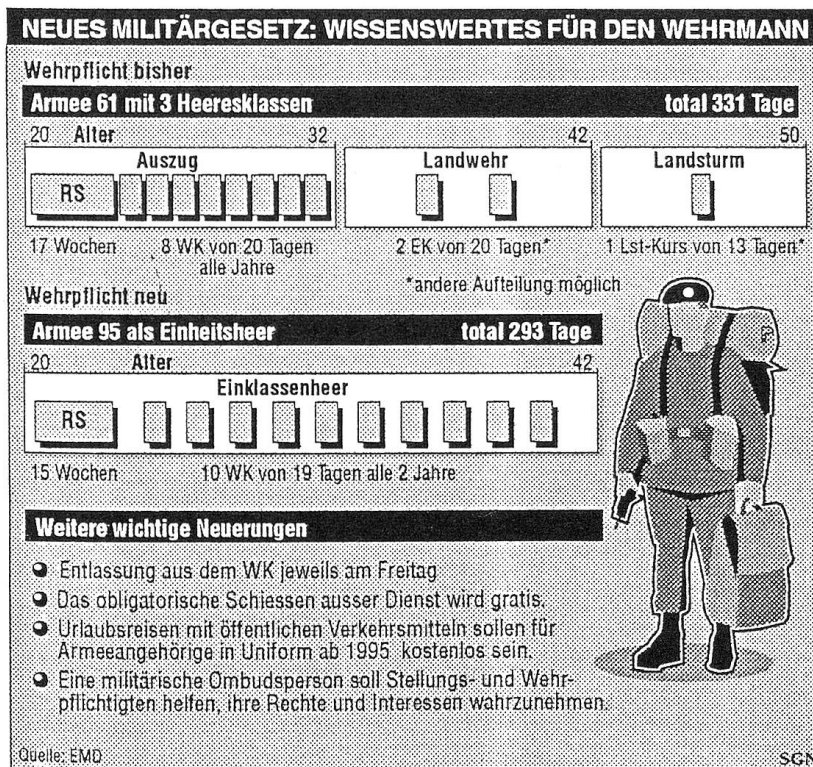 NEUES MILITÄRGESETZ: WISSENSWERTES FÜR DEN WEHRMANN
Wehrpflicht bisher
Armee 61 mit 3 Heeresklassen total 331 Tage
20 Alter 32 42 50
Auszug Landwehr Landsturm
RS
17 Wochen 8 WK von 20 Tagen 2 EK von 20 Tagen* 1 Lst-Kurs von 13 Tagen*
alle Jahre
*andere Aufteilung möglich
Wehrpflicht neu
Armee 95 als Einheitsheer total 293 Tage
20 Alter 42
Einklassenheer
RS
15 Wochen 10 WK von 19 Tagen alle 2 Jahre
Weitere wichtige Neuerungen
Entlassung aus dem WK jeweils am Freitag
Das obligatorische Schiessen ausser Dienst wird gratis.
Urlaubsreisen mit öffentlichen Verkehrsmitteln sollen für
Armeeangehörige in Uniform ab 1995 kostenlos sein.
Eine militärische Ombudsperson soll Stellungs- und Wehr-
pflichtigten helfen, ihre Rechte und Interessen wahrzunehmen.
Quelle: EMD SGN